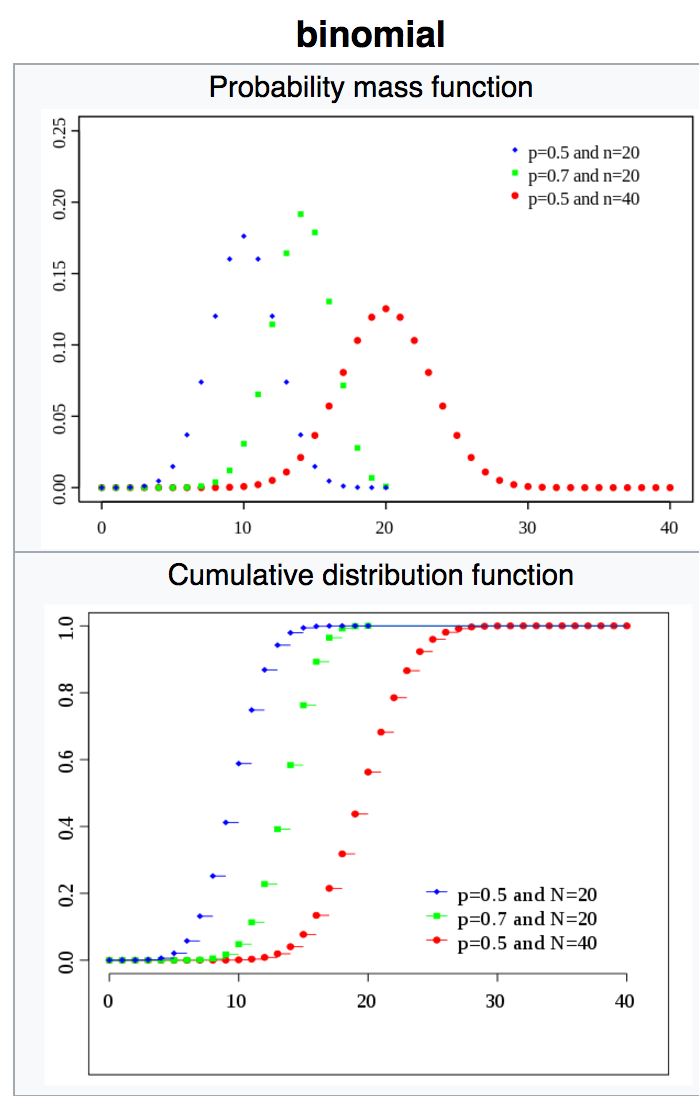 binomial
Probability mass function
0.25
0.20
0.15
0.10
0.05
0.00
p=0.5 and n=20
p=0.7 and n=20
p=0.5 and n=40
0 10 20 30 40
Cumulative distribution function
1.0
0.8
0.6
0.4
0.2
0.0
p=0.5 and N=20
p=0.7 and N=20
p=0.5 and N=40
0 10 20 30 40